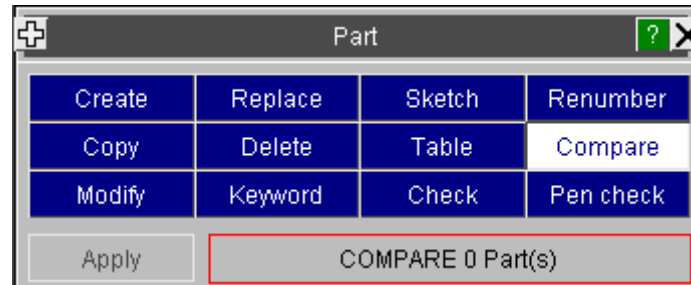 Part ?
Create Replace Sketch Renumber
Copy Delete Table Compare
Modify Keyword Check Pen check
Apply COMPARE 0 Part(s)